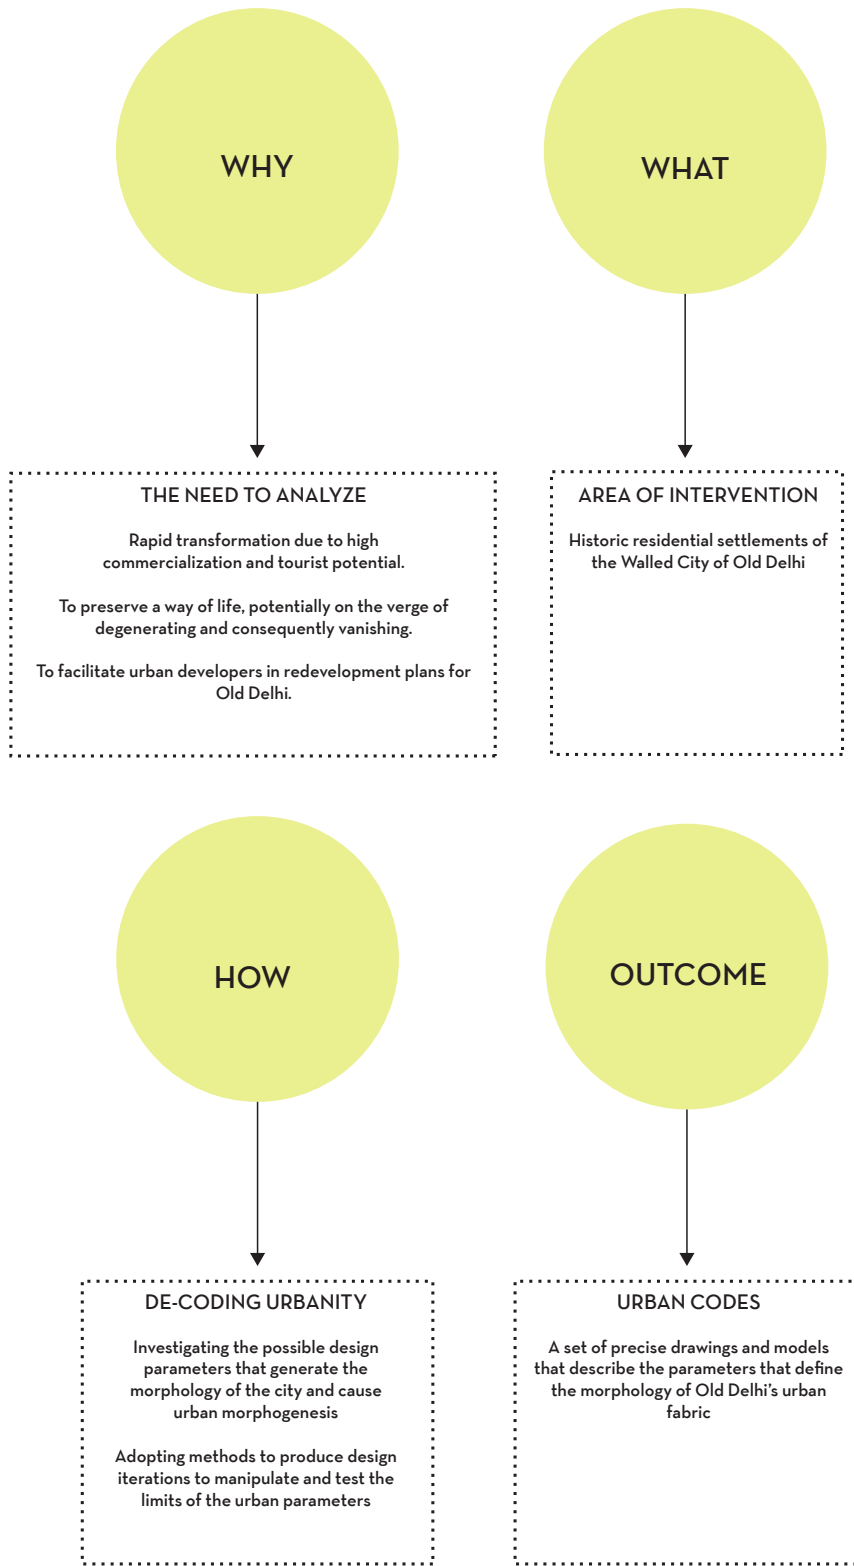 WHY
WHAT
THE NEED TO ANALYZE
Rapid transformation due to high
commercialization and tourist potential.
To preserve a way of life, potentially on the verge of
degenerating and consequently vanishing.
To facilitate urban developers in redevelopment plans for
Old Delhi.
AREA OF INTERVENTION
Historic residential settlements of
the Walled City of Old Delhi
HOW
OUTCOME
DE-CODING URBANITY
Investigating the possible design
parameters that generate the
morphology of the city and cause
urban morphogenesis
Adopting methods to produce design
iterations to manipulate and test the
limits of the urban parameters
URBAN CODES
A set of precise drawings and models
that describe the parameters that define
the morphology of Old Delhi's urban
fabric